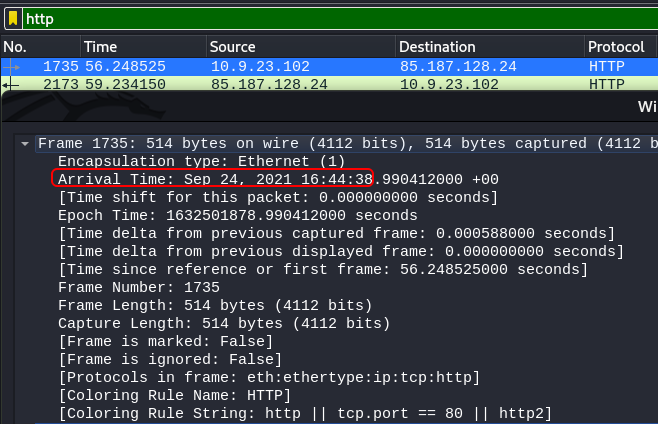 http
No. Time Source Destination Protocol
1735 56.248525 10.9.23.102 85.187.128.24 HTTP
2173 59.234150 85.187.128.24 10.9.23.102 HTTP
Wi
Frame 1735: 514 bytes on wire (4112 bits), 514 bytes captured (4112 b
Encapsulation type: Ethernet (1)
Arrival Time: Sep 24, 2021 16:44:38.990412000 +00
[Time shift for this packet: 0.000000000 seconds]
Epoch Time: 1632501878.990412000 seconds
[Time delta from previous captured frame: 0.000588000 seconds]
[Time delta from previous displayed frame: 0.000000000 seconds]
[Time since reference or first frame: 56.248525000 seconds]
Frame Number: 1735
Frame Length: 514 bytes (4112 bits)
Capture Length: 514 bytes (4112 bits)
[Frame is marked: False]
[Frame is ignored: False]
[Protocols in frame: eth:ethertype:ip:tcp:http]
[Coloring Rule Name: HTTP]
[Coloring Rule String: http || tcp.port == 80 || http2]